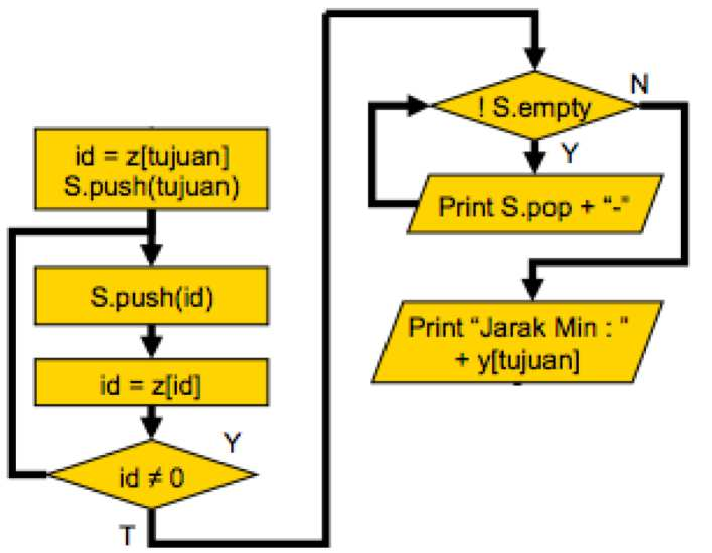 id = z[tujuan]
S.push(tujuan)
S.push(id)
id = z[id]
Y
id ≠ 0
T
N
! S.empty
Y
Print S.pop + “-”
Print “Jarak Min : ”
+ y[tujuan]